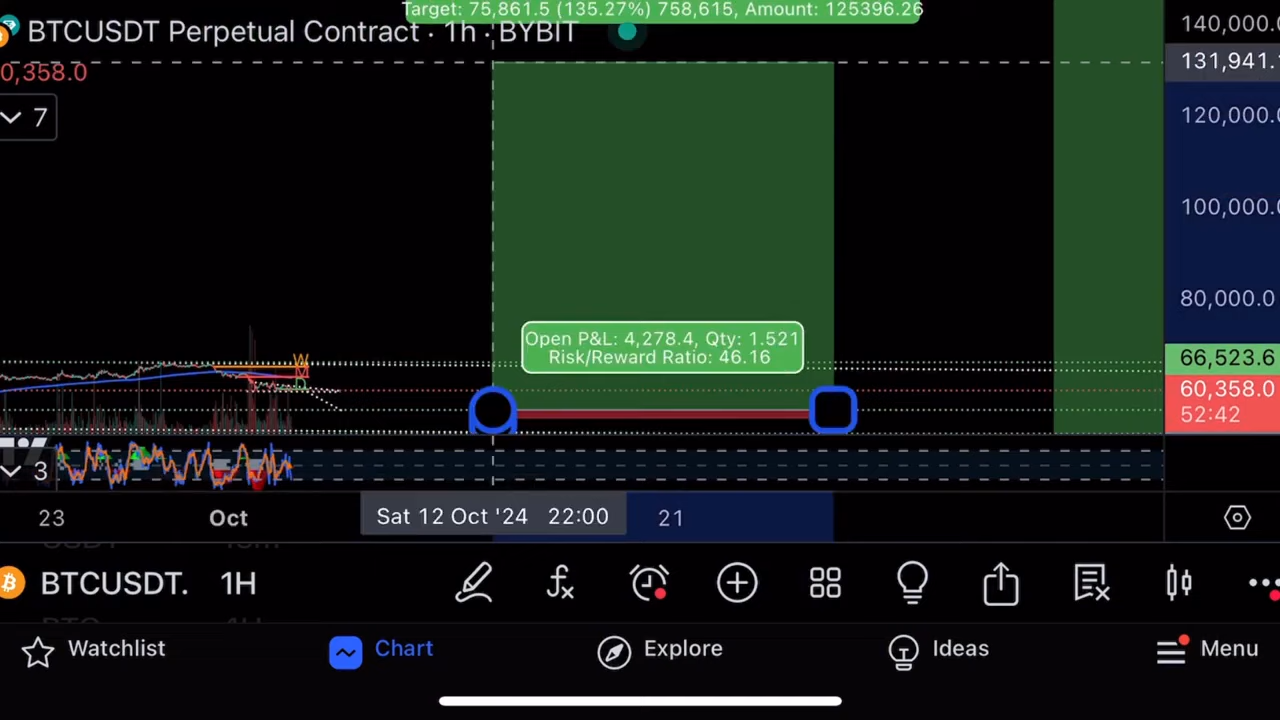 Target: 75,861.5 (135.27%) 758,615, Amount: 125396.26
BTCUSDT Perpetual Contract · 1h · BYBIT
0,358.0
7
140,000.
131,941.
120,000.
100,000.
80,000.0
66,523.6
60,358.0
52:42
Open P&L: 4,278.4, Qty: 1.521
Risk/Reward Ratio: 46.16
W
D
3
23
Oct
Sat 12 Oct '24 22:00
21
BTCUSDT.
1H
Watchlist
Chart
Explore
Ideas
Menu